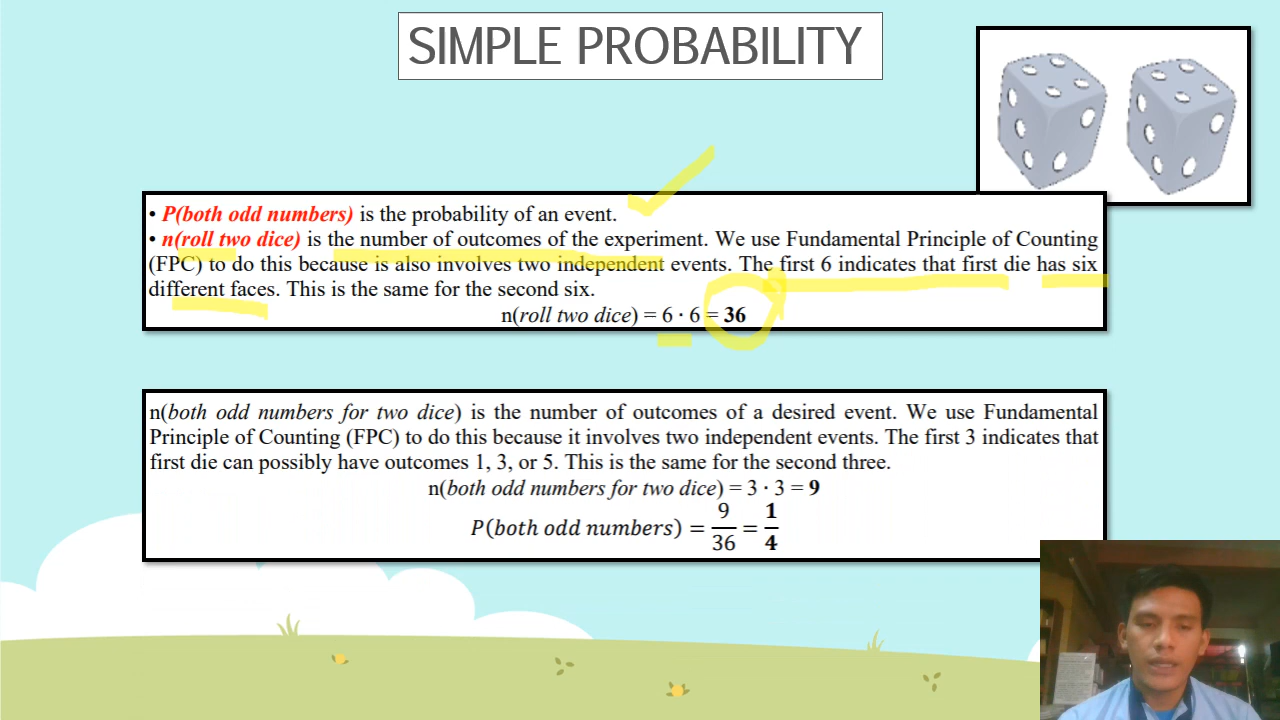 SIMPLE PROBABILITY
• P(both odd numbers) is the probability of an event.
• n(roll two dice) is the number of outcomes of the experiment. We use Fundamental Principle of Counting
(FPC) to do this because is also involves two independent events. The first 6 indicates that first die has six
different faces. This is the same for the second six.
n(roll two dice) = 6 · 6 = 36
n(both odd numbers for two dice) is the number of outcomes of a desired event. We use Fundamental
Principle of Counting (FPC) to do this because it involves two independent events. The first 3 indicates that
first die can possibly have outcomes 1, 3, or 5. This is the same for the second three.
n(both odd numbers for two dice) = 3 · 3 = 9
P(both odd numbers) = 9/36 = 1/4